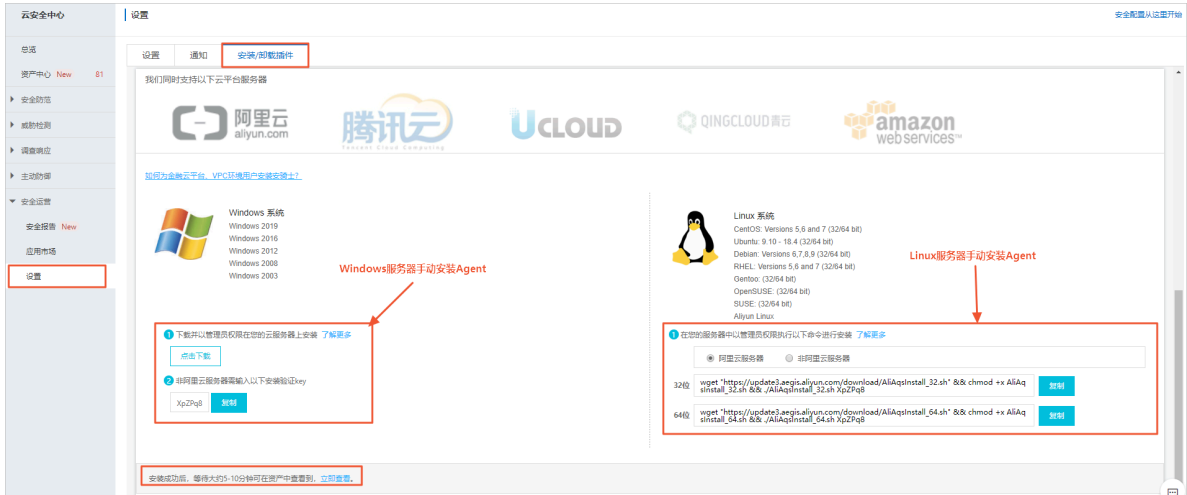 云安全中心
设置
安全配置从这里开始
总览
资产中心 New 81
安全防范
威胁检测
调查响应
主动防御
安全运营
安全报告 New
应用市场
设置
设置 通知 安装/卸载插件
我们同时支持以下云平台服务器
阿里云
aliyun.com
腾讯云
Tencent Cloud Computing
UCLOUD
QINGCLOUD青云
amazon
webservices™
如何为金融云平台、VPC环境用户安装安骑士?
Windows 系统
Windows 2019
Windows 2016
Windows 2012
Windows 2008
Windows 2003
Windows服务器手动安装Agent
1 下载并以管理员权限在您的云服务器上安装 了解更多
点击下载
2 非阿里云服务器需输入以下安装验证key
XpZPq8 复制
Linux 系统
CentOS: Versions 5,6 and 7 (32/64 bit)
Ubuntu: 9.10 - 18.4 (32/64 bit)
Debian: Versions 6,7,8,9 (32/64 bit)
RHEL: Versions 5,6 and 7 (32/64 bit)
Gentoo: (32/64 bit)
OpenSUSE: (32/64 bit)
SUSE: (32/64 bit)
Aliyun Linux
Linux服务器手动安装Agent
1 在您的服务器中以管理员权限执行以下命令进行安装 了解更多
阿里云服务器 非阿里云服务器
32位 wget "https://update3.aegis.aliyun.com/download/AliAqsInstall_32.sh" && chmod +x AliAq
sInstall_32.sh && ./AliAqsInstall_32.sh XpZPq8 复制
64位 wget "https://update3.aegis.aliyun.com/download/AliAqsInstall_64.sh" && chmod +x AliAq
sInstall_64.sh && ./AliAqsInstall_64.sh XpZPq8 复制
安装成功后，等待大约5-10分钟可在资产中查看到，立即查看。